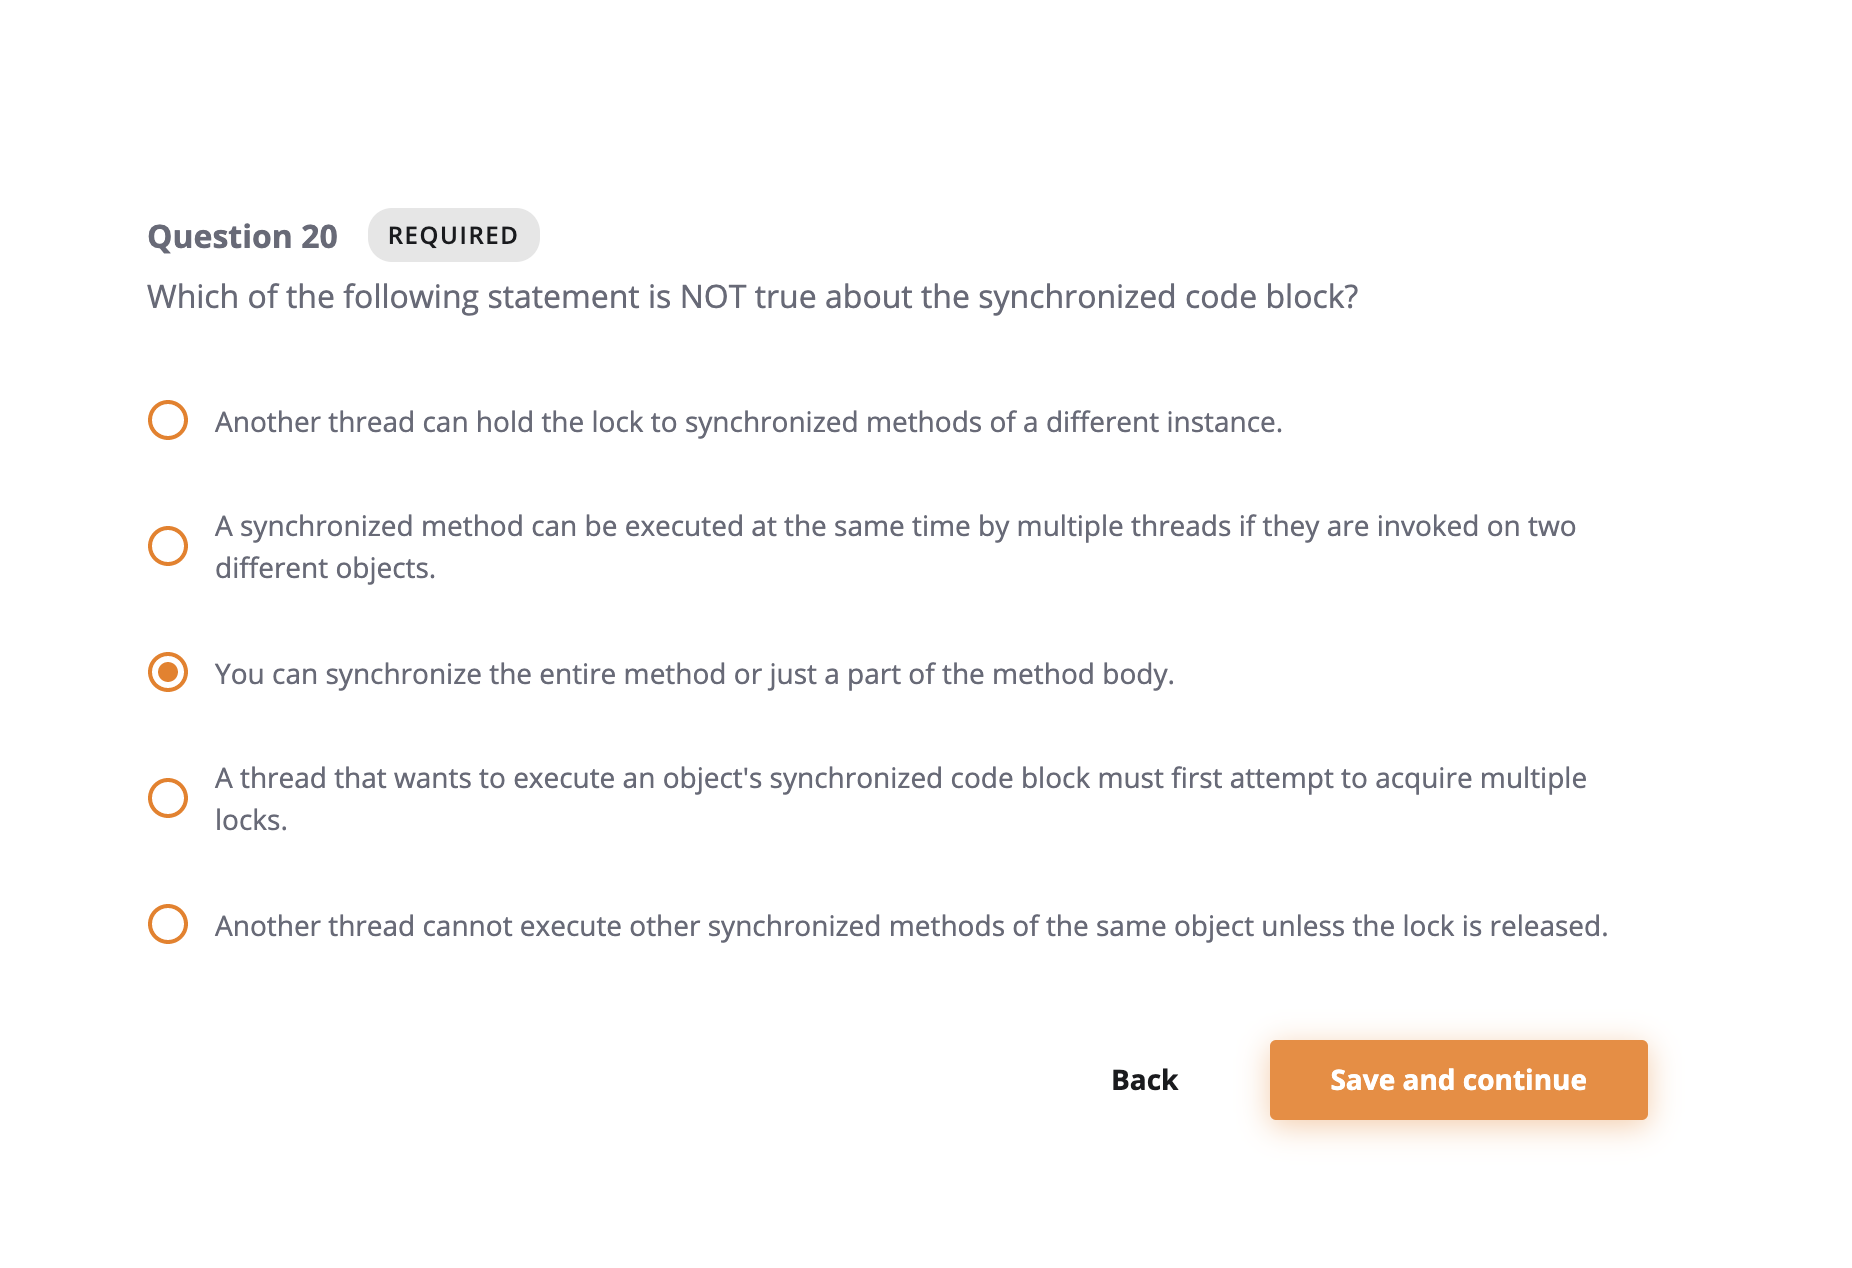 Question 20 REQUIRED
Which of the following statement is NOT true about the synchronized code block?
Another thread can hold the lock to synchronized methods of a different instance.
A synchronized method can be executed at the same time by multiple threads if they are invoked on two
different objects.
You can synchronize the entire method or just a part of the method body.
A thread that wants to execute an object's synchronized code block must first attempt to acquire multiple
locks.
Another thread cannot execute other synchronized methods of the same object unless the lock is released.
Back Save and continue